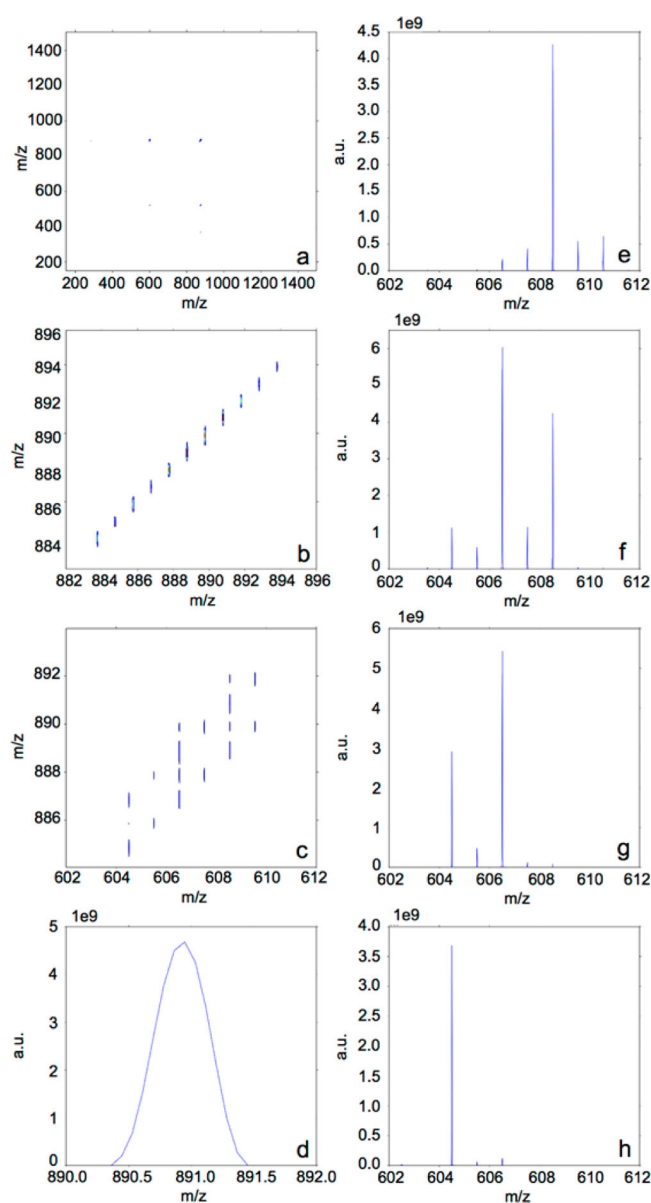 1e9
1400
1200
1000
800
600
400
200
m/z
a
200 400 600 800 1000 1200 1400
m/z
4.5
4.0
3.5
3.0
2.5
2.0
1.5
1.0
0.5
0.0
a.u.
e
602 604 606 608 610 612
m/z
896
894
892
890
888
886
884
m/z
b
882 884 886 888 890 892 894 896
m/z
1e9
6
5
4
3
2
1
0
a.u.
f
602 604 606 608 610 612
m/z
892
890
888
886
m/z
c
602 604 606 608 610 612
m/z
1e9
6
5
4
3
2
1
0
a.u.
g
602 604 606 608 610 612
m/z
1e9
5
4
3
2
1
0
a.u.
d
890.0 890.5 891.0 891.5 892.0
m/z
1e9
4.0
3.5
3.0
2.5
2.0
1.5
1.0
0.5
0.0
a.u.
h
602 604 606 608 610 612
m/z